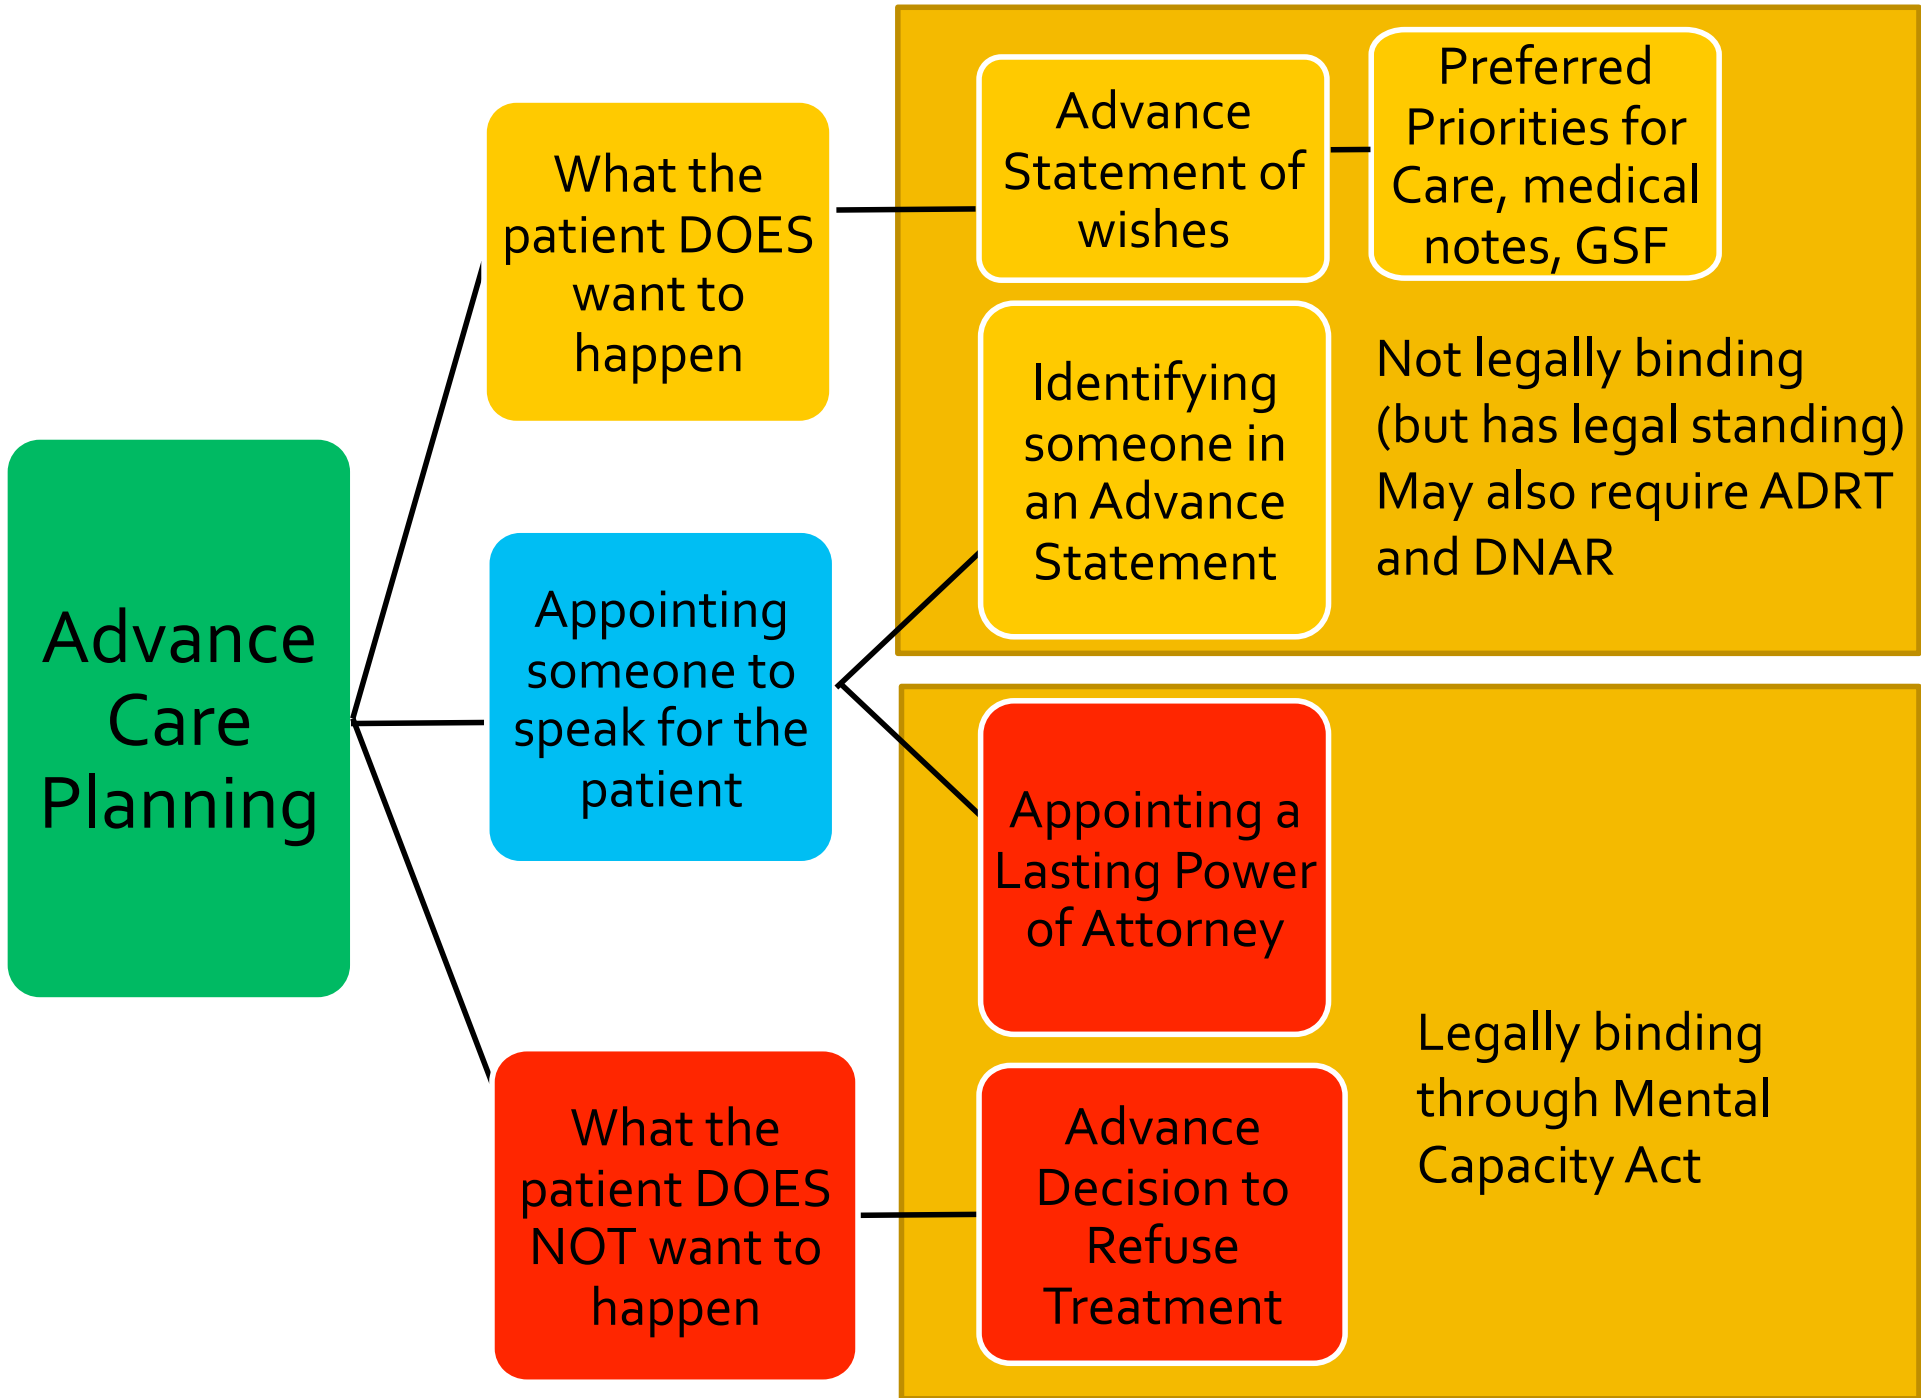 Advance
Care
Planning
What the
patient DOES
want to
happen
Appointing
someone to
speak for the
patient
What the
patient DOES
NOT want to
happen
Advance
Statement of
wishes
Preferred
Priorities for
Care, medical
notes, GSF
Identifying
someone in
an Advance
Statement
Not legally binding
(but has legal standing)
May also require ADRT
and DNAR
Appointing a
Lasting Power
of Attorney
Advance
Decision to
Refuse
Treatment
Legally binding
through Mental
Capacity Act